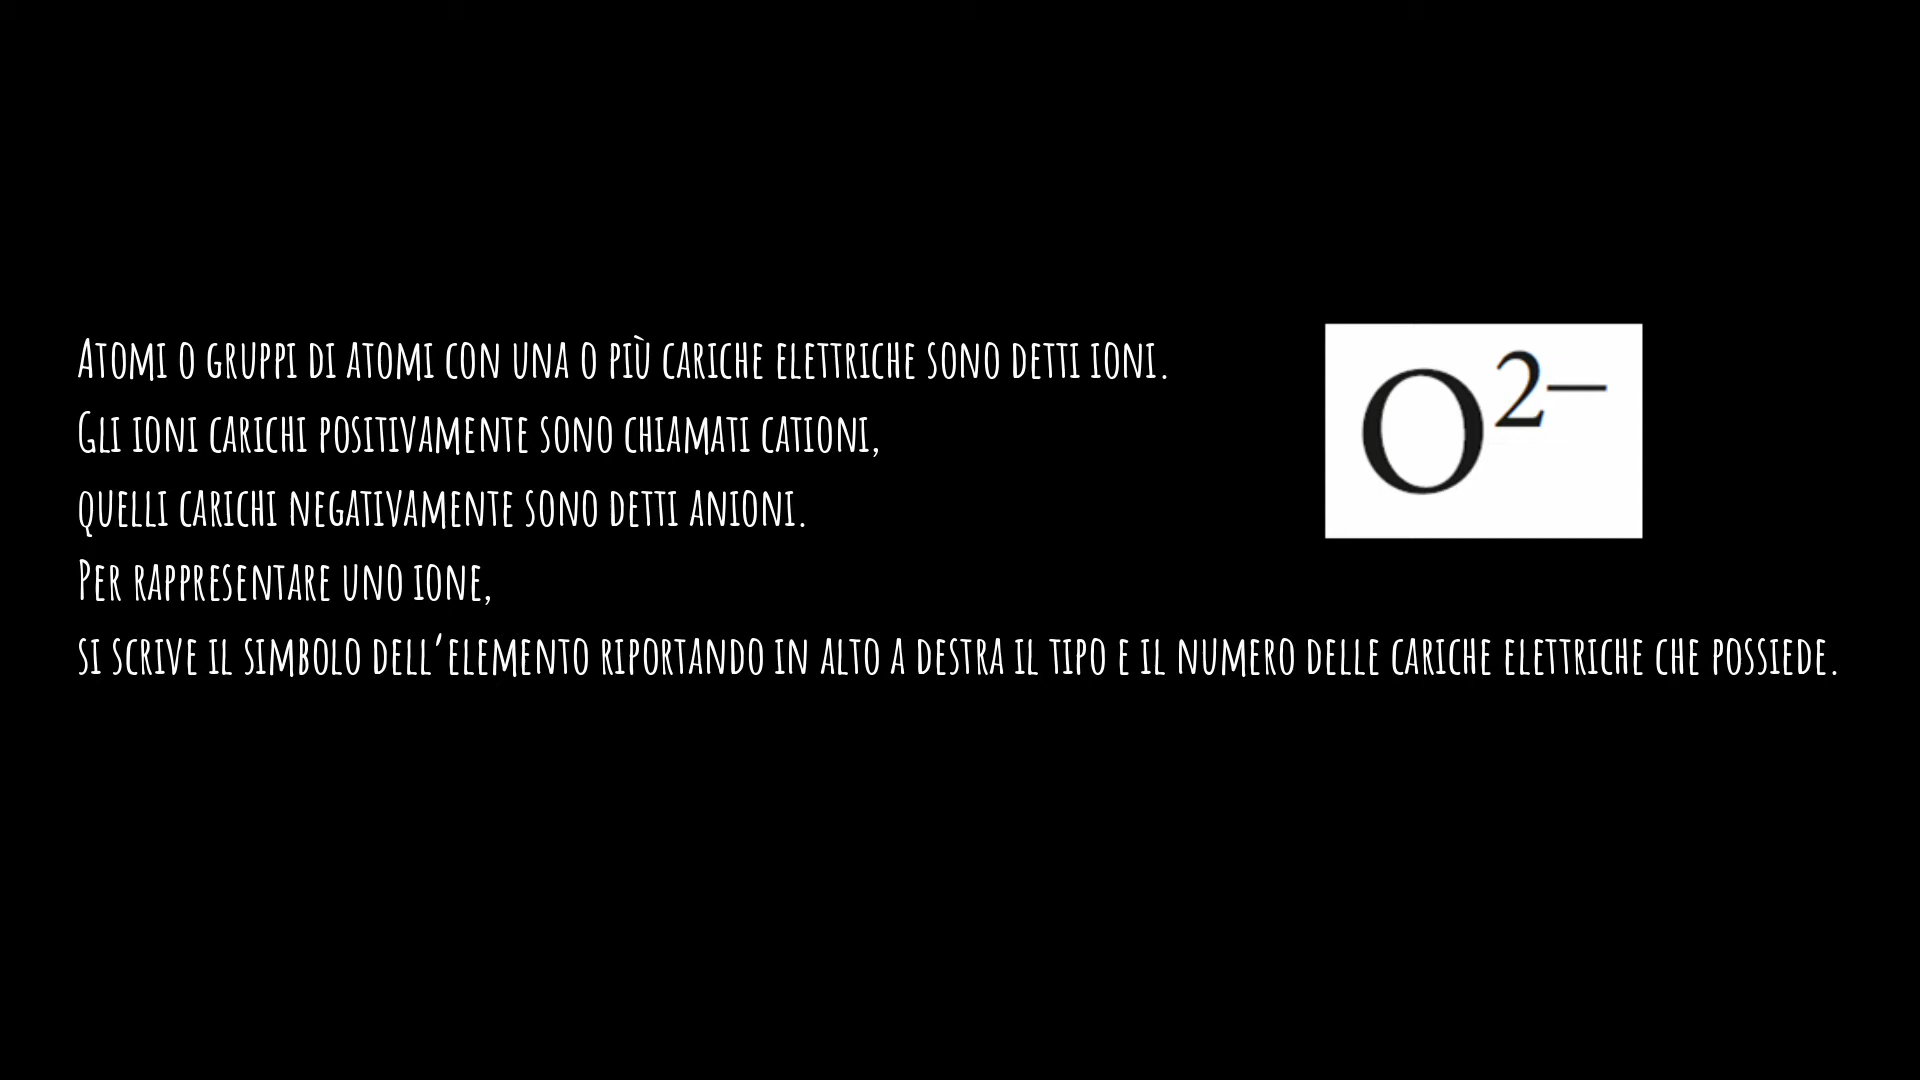 Atomi o gruppi di atomi con una o più cariche elettriche sono detti ioni.
Gli ioni carichi positivamente sono chiamati cationi,
quelli carichi negativamente sono detti anioni.
Per rappresentare uno ione,
si scrive il simbolo dell'elemento riportando in alto a destra il tipo e il numero delle cariche elettriche che possiede.
O²⁻